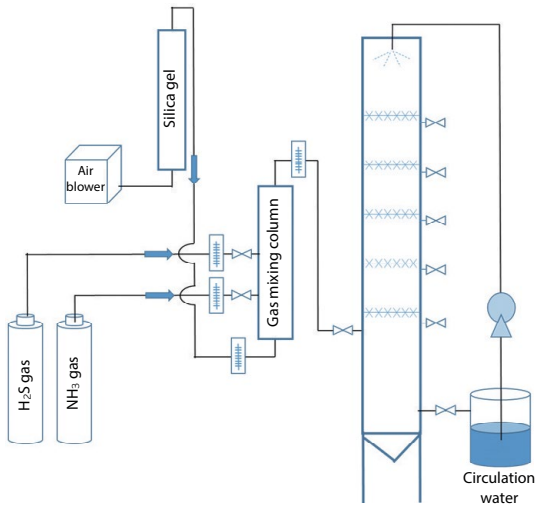 Silica gel
Air
blower
Gas mixing column
H₂S gas
NH₃ gas
Circulation
water